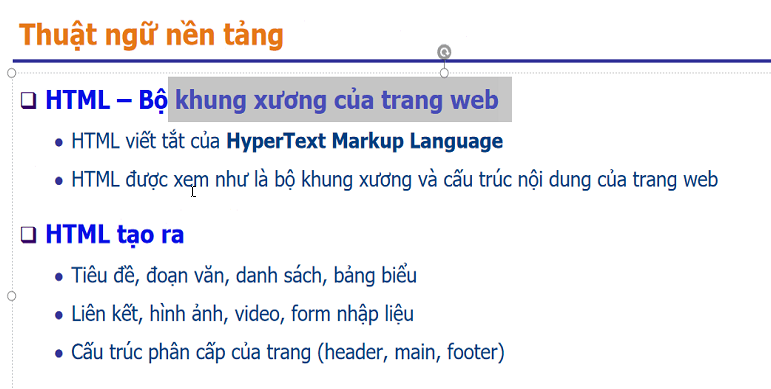 Thuật ngữ nền tảng
❑ HTML – Bộ khung xương của trang web
• HTML viết tắt của HyperText Markup Language
• HTML được xem như là bộ khung xương và cấu trúc nội dung của trang web
❑ HTML tạo ra
• Tiêu đề, đoạn văn, danh sách, bảng biểu
• Liên kết, hình ảnh, video, form nhập liệu
• Cấu trúc phân cấp của trang (header, main, footer)